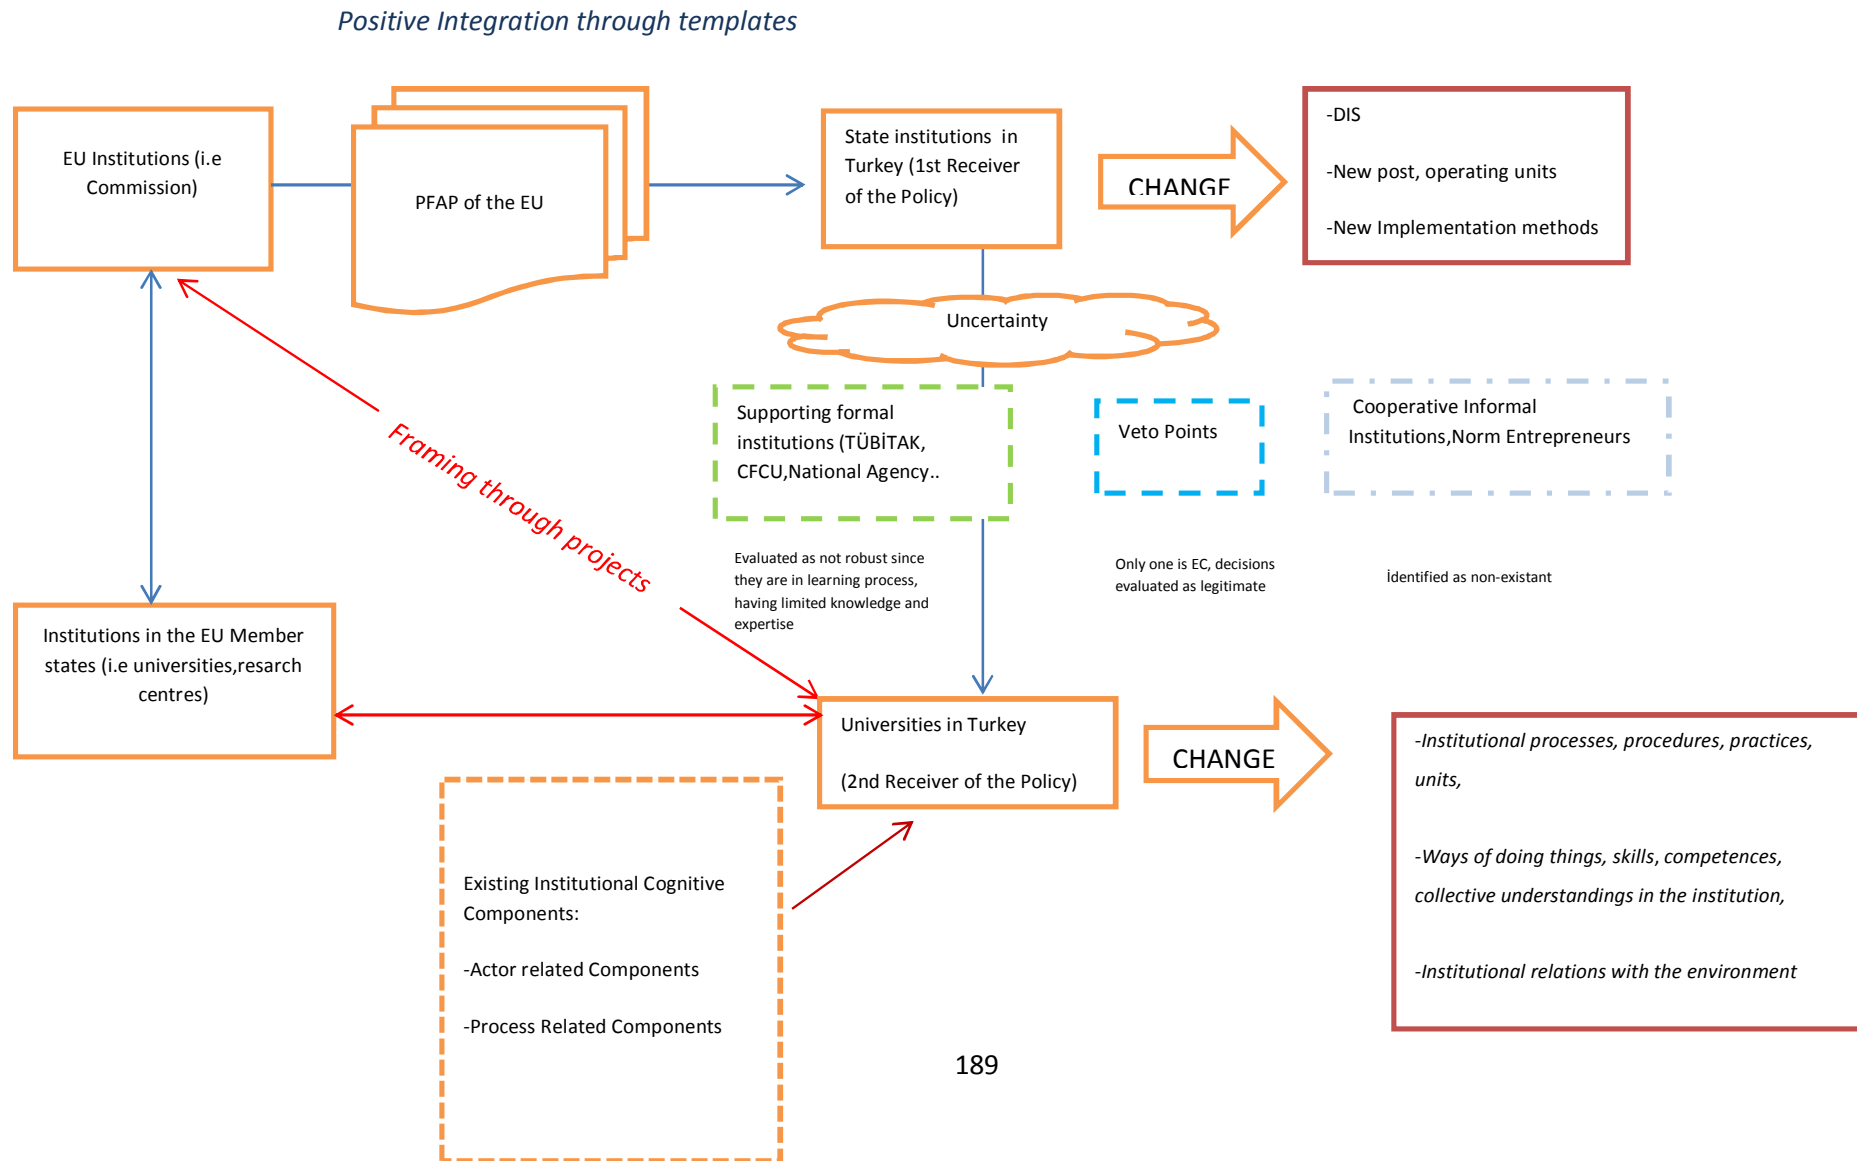 Positive Integration through templates
EU Institutions (i.e
Commission)
PFAP of the EU
State institutions in
Turkey (1st Receiver
of the Policy)
CHANGE
-DIS
-New post, operating units
-New Implementation methods
Uncertainty
Framing through projects
Supporting formal
institutions (TÜBİTAK,
CFCU,National Agency..
Veto Points
Cooperative Informal
Institutions,Norm Entrepreneurs
Evaluated as not robust since
they are in learning process,
having limited knowledge and
expertise
Only one is EC, decisions
evaluated as legitimate
İdentified as non-existant
Institutions in the EU Member
states (i.e universities,resarch
centres)
Universities in Turkey
(2nd Receiver of the Policy)
CHANGE
-Institutional processes, procedures, practices,
units,
-Ways of doing things, skills, competences,
collective understandings in the institution,
-Institutional relations with the environment
Existing Institutional Cognitive
Components:
-Actor related Components
-Process Related Components
189